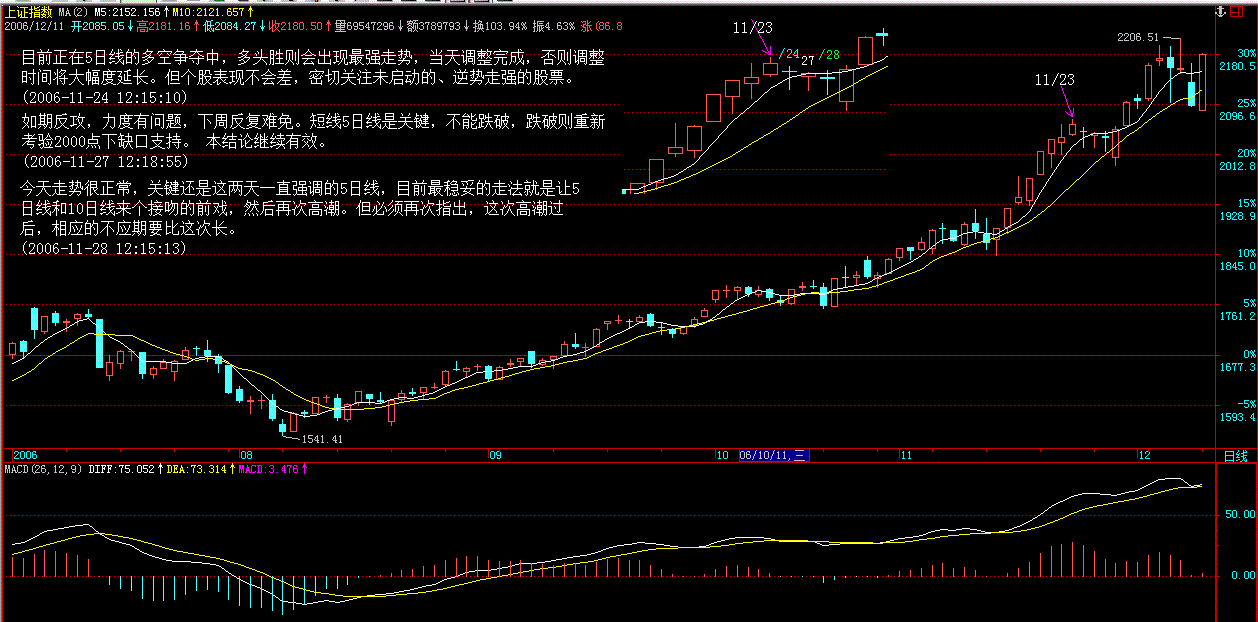 上证指数 MA(2) M5:2152.156↑M10:2121.657↑
2006/12/11 开2085.05↓高2181.16↑低2084.27↓收2180.50↑量69547296↓额3789793↓换103.94% 振4.63% 涨(86.8
目前正在5日线的多空争夺中，多头胜则会出现最强走势，当天调整完成，否则调整
时间将大幅度延长。但个股表现不会差，密切关注未启动的、逆势走强的股票。
(2006-11-24 12:15:10)
如期反攻，力度有问题，下周反复难免。短线5日线是关键，不能跌破，跌破则重新
考验2000点下缺口支持。 本结论继续有效。
(2006-11-27 12:18:55)
今天走势很正常，关键还是这两天一直强调的5日线，目前最稳妥的走法就是让5
日线和10日线来个接吻的前戏，然后再次高潮。但必须再次指出，这次高潮过
后，相应的不应期要比这次长。
(2006-11-28 12:15:13)
11/23
/24
27
/28
11/23
2206.51
1541.41
30%
2180.5
25%
2096.6
20%
2012.8
15%
1928.9
10%
1845.0
5%
1761.2
0%
1677.3
-5%
1593.4
2006
08
09
10
06/10/11,三
11
12
日线
MACD(26,12,9) DIFF:75.052↑DEA:73.314↑MACD:3.476↑
50.00
0.00